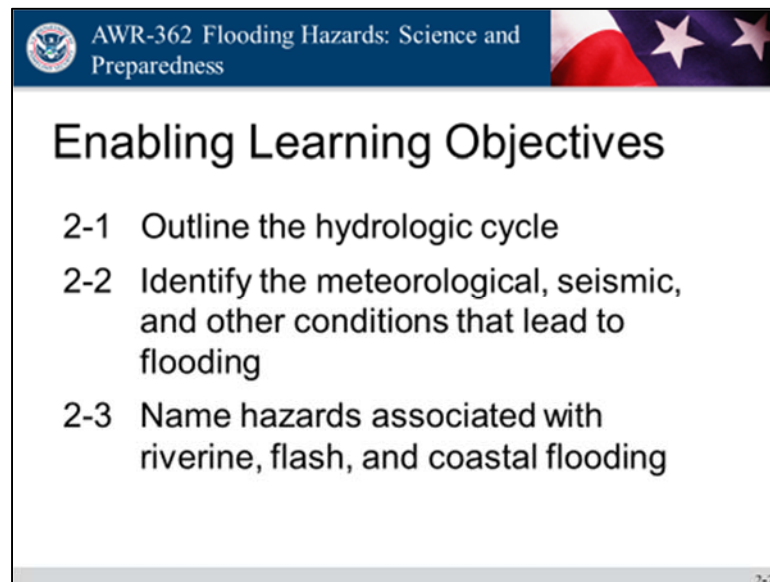 AWR-362 Flooding Hazards: Science and
Preparedness
Enabling Learning Objectives
2-1 Outline the hydrologic cycle
2-2 Identify the meteorological, seismic,
and other conditions that lead to
flooding
2-3 Name hazards associated with
riverine, flash, and coastal flooding